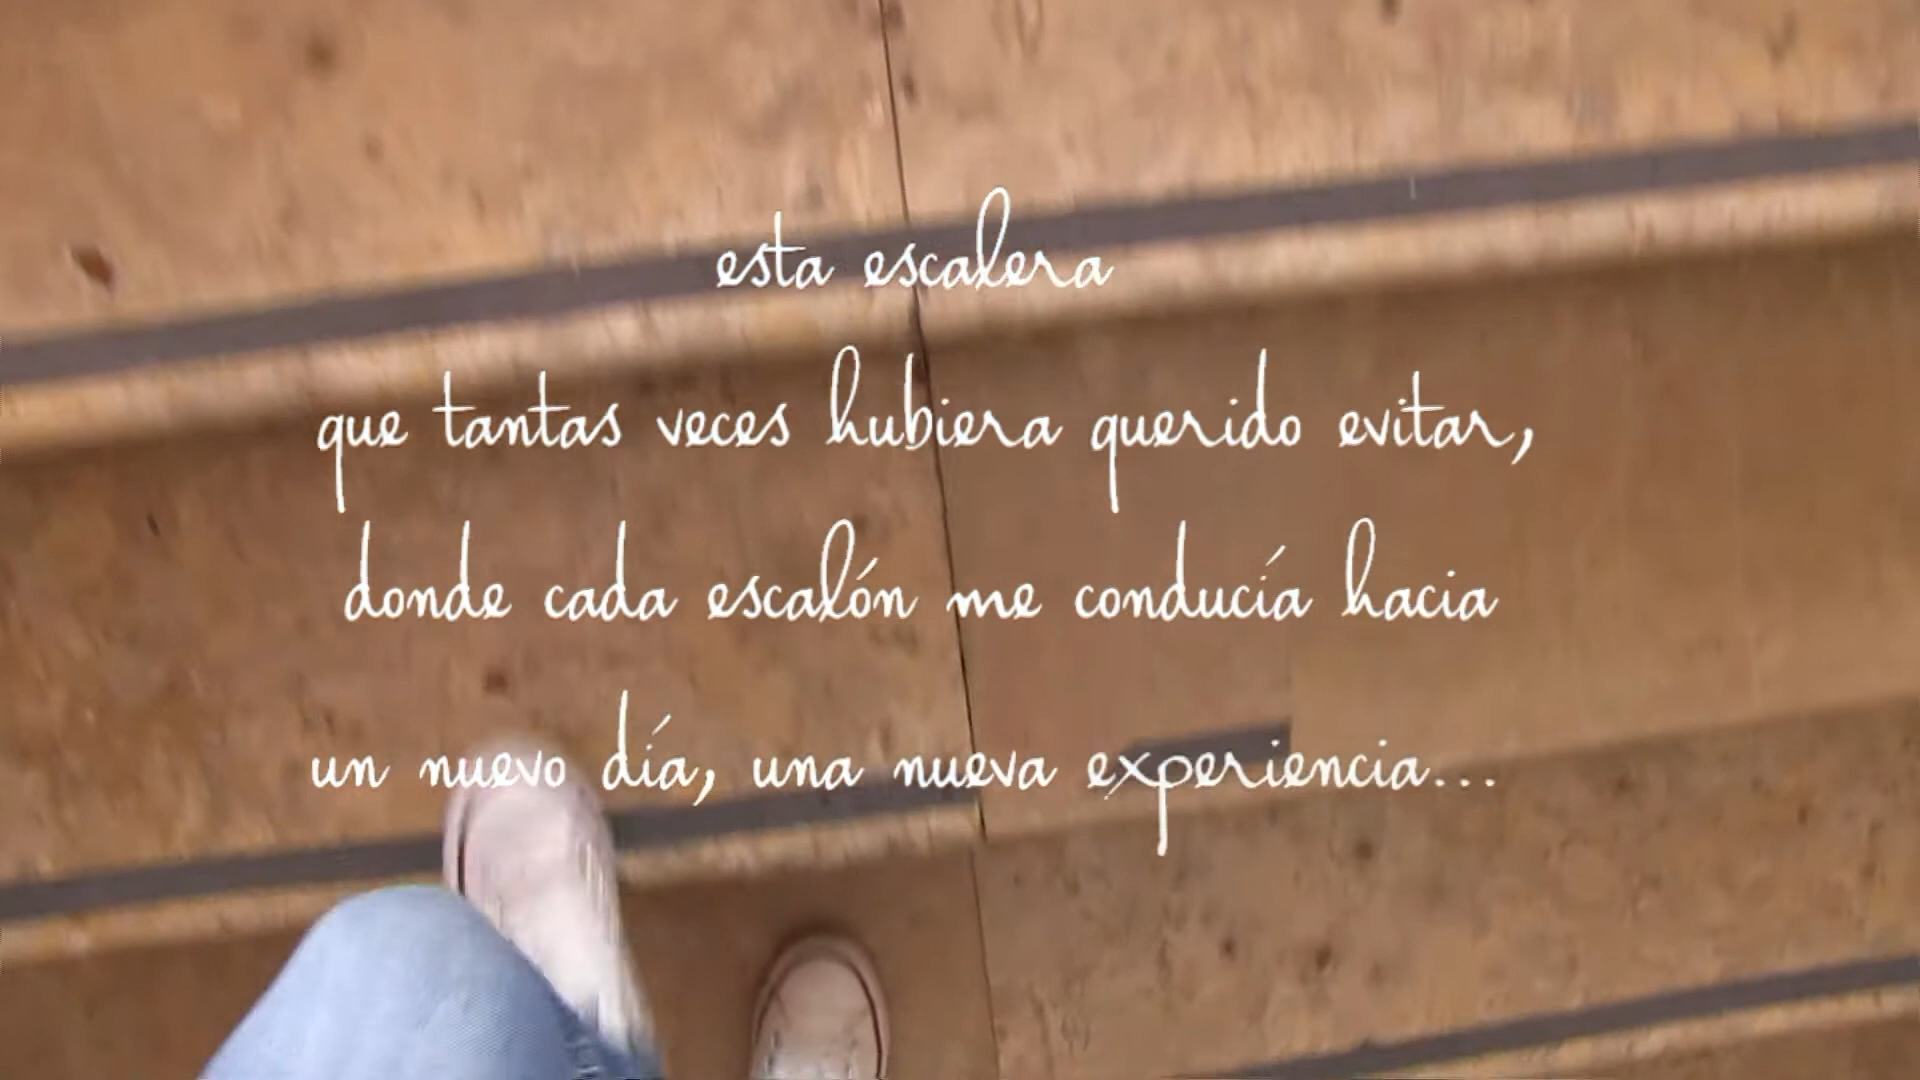 esta escalera
que tantas veces hubiera querido evitar,
donde cada escalón me conducía hacia
un nuevo día, una nueva experiencia...